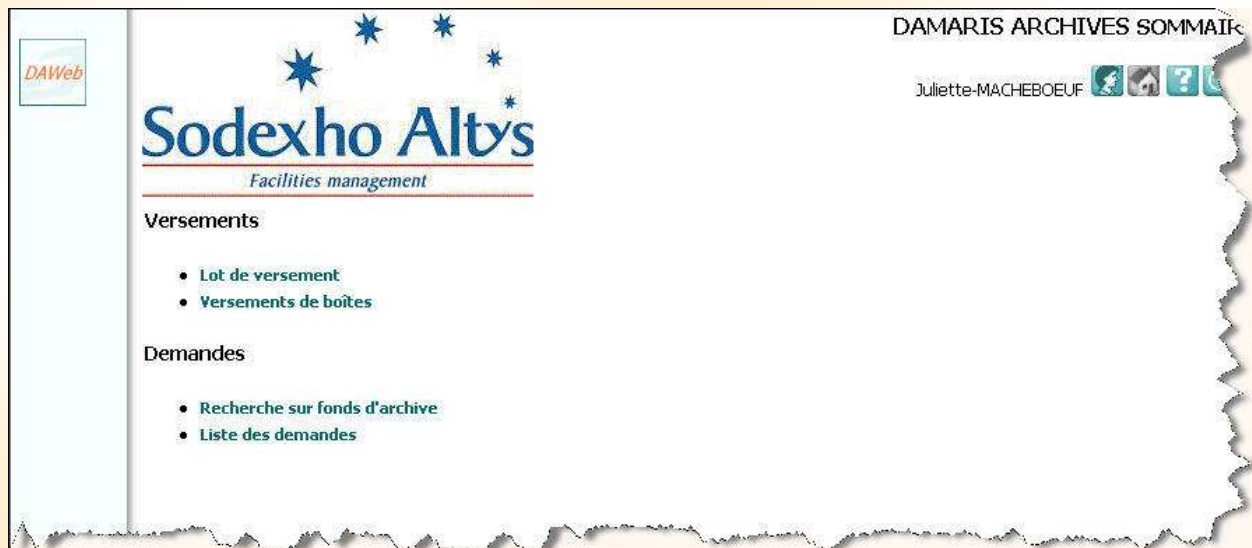 DAMARIS ARCHIVES SOMMAIR
DAWeb
Juliette-MACHEBOEUF
Sodexho Altys
Facilities management
Versements
Lot de versement
Versements de boîtes
Demandes
Recherche sur fonds d'archive
Liste des demandes